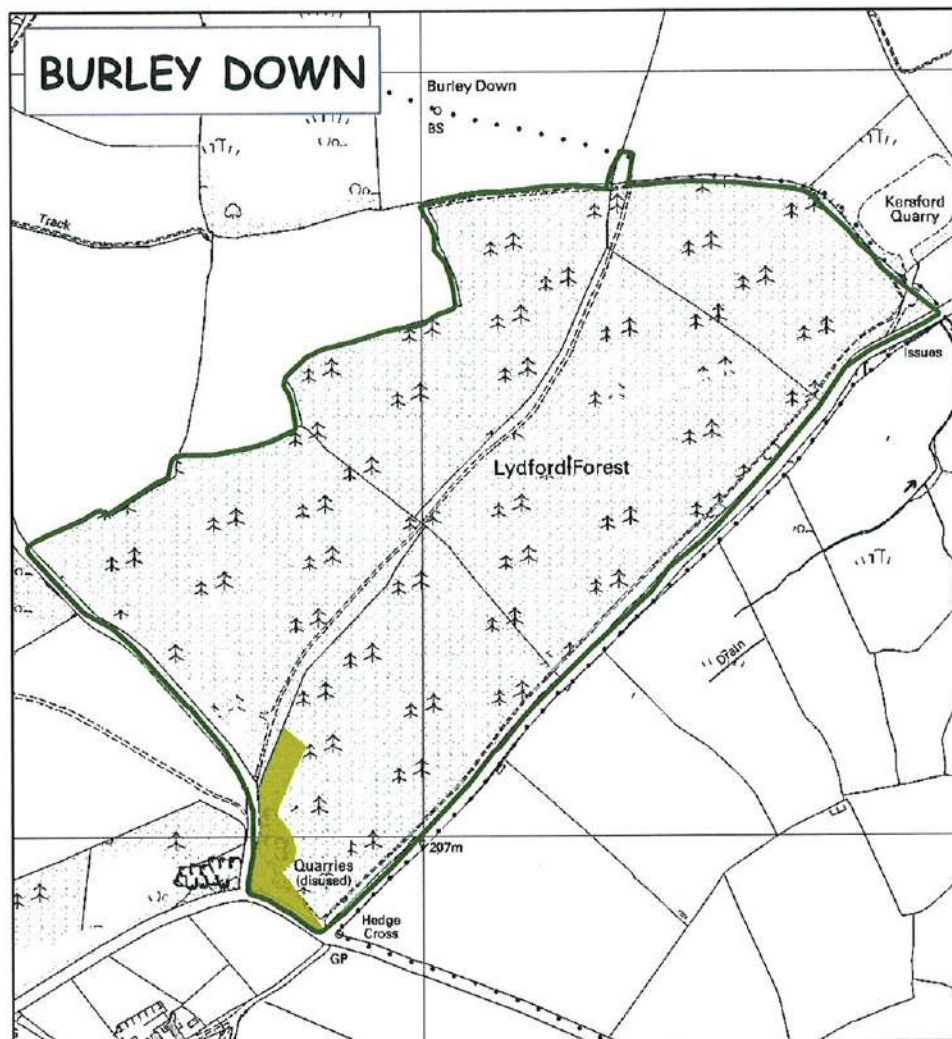 BURLEY DOWN
Burley Down
BS
Track
Kersford
Quarry
Issues
Lydford Forest
Drain
207m
Quarries
(disused)
Hedge
Cross
GP